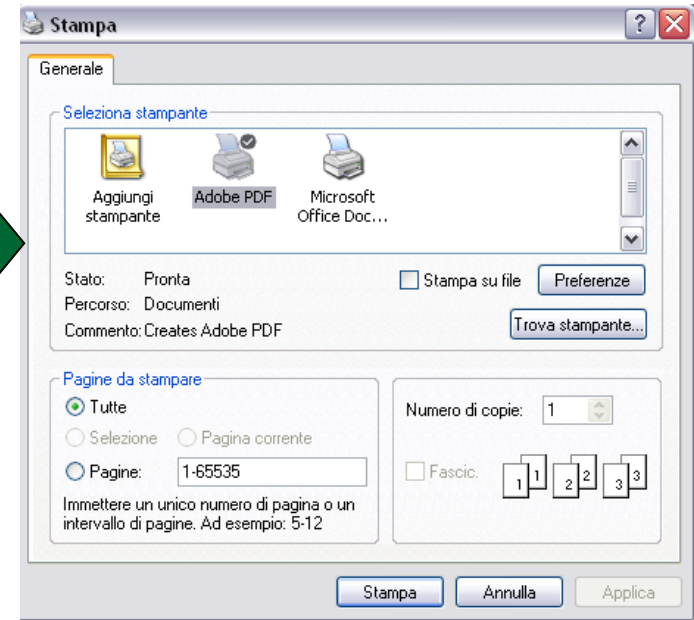 Stampa
Generale
Seleziona stampante
Aggiungi stampante
Adobe PDF
Microsoft Office Doc...
Stato: Pronta
Percorso: Documenti
Commento: Creates Adobe PDF
Stampa su file
Preferenze
Trova stampante...
Pagine da stampare
Tutte
Selezione Pagina corrente
Pagine: 1-65535
Immettere un unico numero di pagina o un
intervallo di pagine. Ad esempio: 5-12
Numero di copie: 1
Fascic.
1 1 2 2 3 3
Stampa Annulla Applica